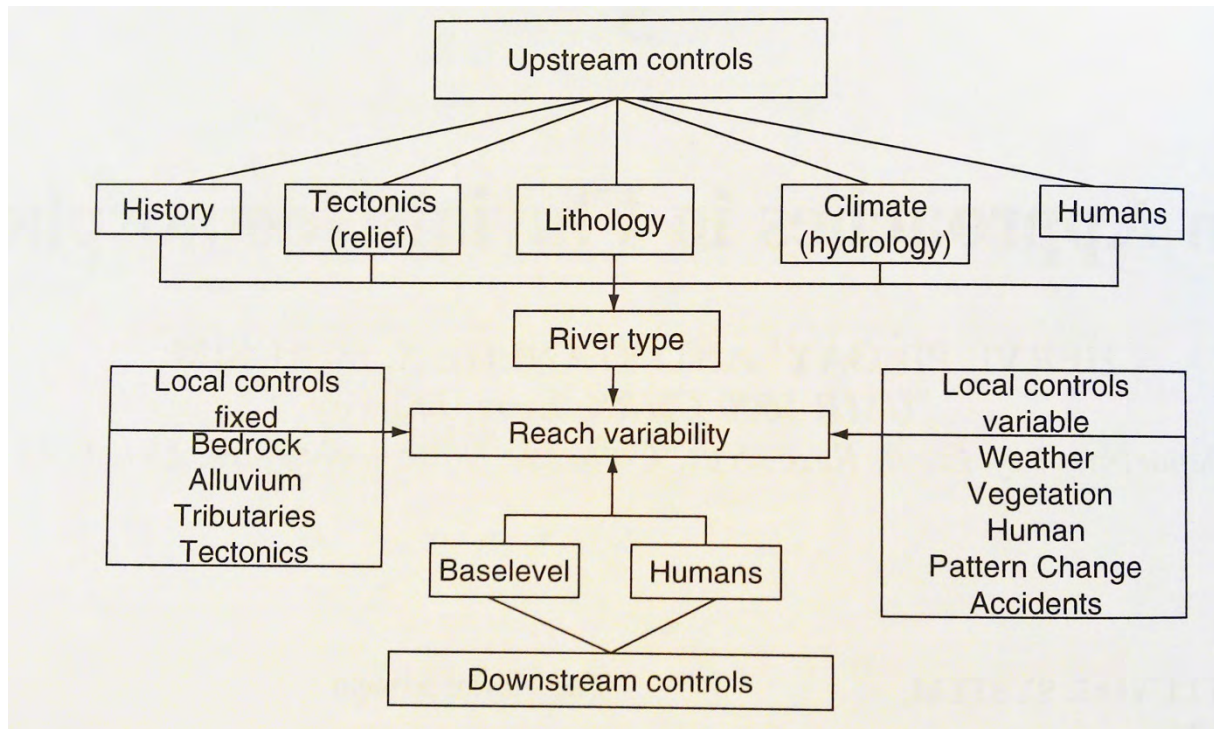 Upstream controls
History
Tectonics
(relief)
Lithology
Climate
(hydrology)
Humans
River type
Local controls
fixed
Bedrock
Alluvium
Tributaries
Tectonics
Reach variability
Local controls
variable
Weather
Vegetation
Human
Pattern Change
Accidents
Baselevel
Humans
Downstream controls